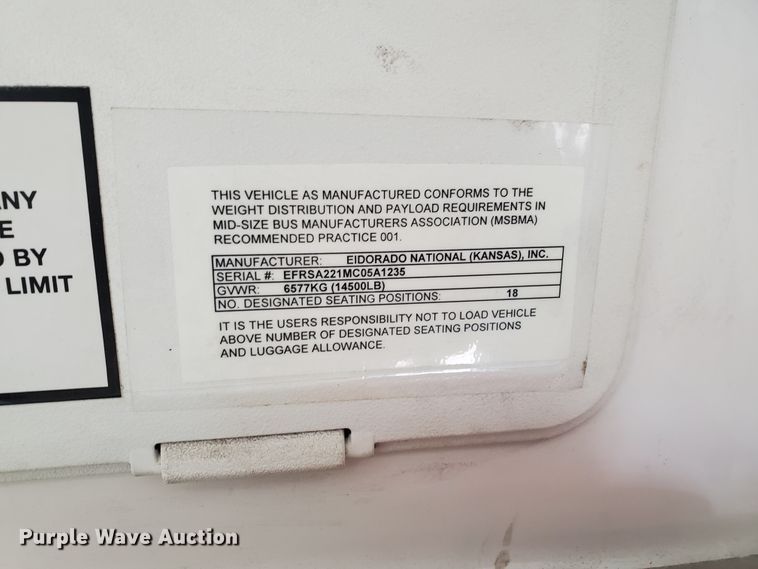 ANY
E
D BY
LIMIT
THIS VEHICLE AS MANUFACTURED CONFORMS TO THE
WEIGHT DISTRIBUTION AND PAYLOAD REQUIREMENTS IN
MID-SIZE BUS MANUFACTURERS ASSOCIATION (MSBMA)
RECOMMENDED PRACTICE 001.
MANUFACTURER: ElDORADO NATIONAL (KANSAS), INC.
SERIAL #: EFRSA221MC05A1235
GVWR: 6577KG (14500LB)
NO. DESIGNATED SEATING POSITIONS: 18
IT IS THE USERS RESPONSIBILITY NOT TO LOAD VEHICLE
ABOVE NUMBER OF DESIGNATED SEATING POSITIONS
AND LUGGAGE ALLOWANCE.
Purple Wave Auction